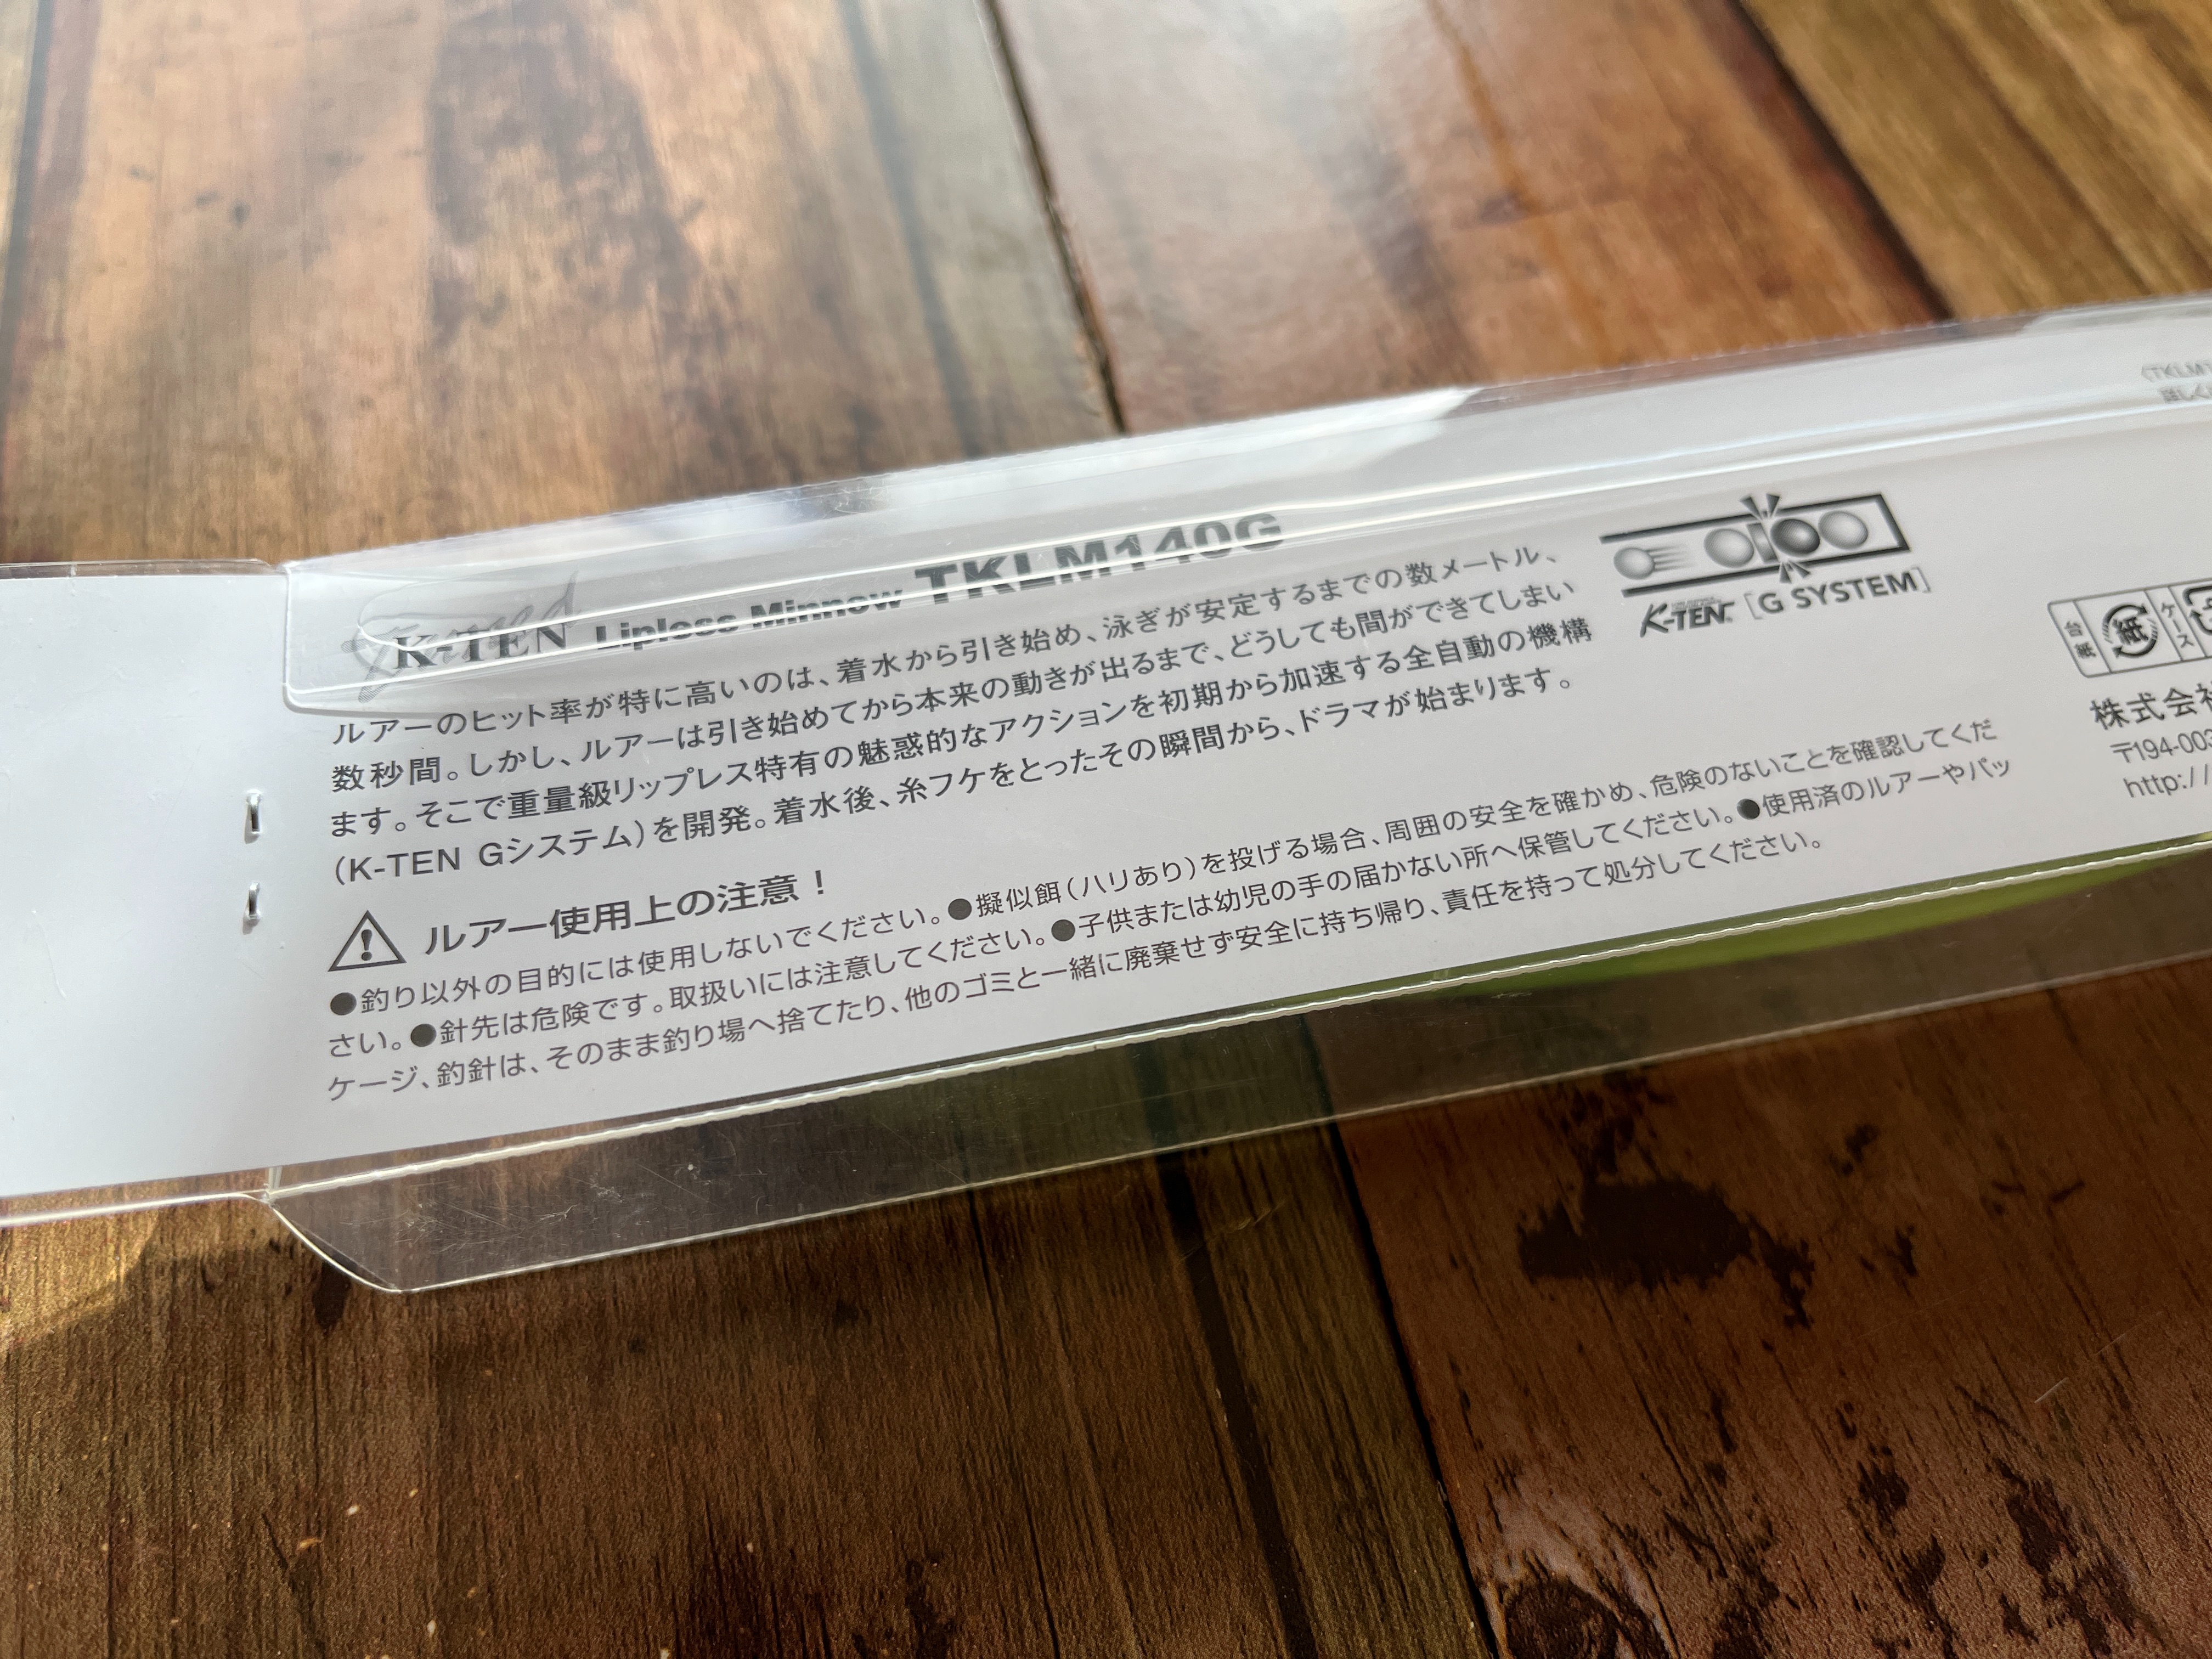 K-TEN Lipless Minnow TKLM140G
ルアーのヒット率が特に高いのは、着水から引き始め、泳ぎが安定するまでの数メートル、
数秒間。しかし、ルアーは引き始めてから本来の動きが出るまで、どうしても間ができてしまい
ます。そこで重量級リップレス特有の魅惑的なアクションを初期から加速する全自動の機構
（K-TEN Gシステム）を開発。着水後、糸フケをとったその瞬間から、ドラマが始まります。
ルアー使用上の注意！
●釣り以外の目的には使用しないでください。●擬似餌（ハリあり）を投げる場合、周囲の安全を確かめ、危険のないことを確認してくだ
さい。●針先は危険です。取扱いには注意してください。●子供または幼児の手の届かない所へ保管してください。●使用済のルアーやパッ
ケージ、釣針は、そのまま釣り場へ捨てたり、他のゴミと一緒に廃棄せず安全に持ち帰り、責任を持って処分してください。
K-TEN [G SYSTEM]
台紙 紙 ケース
株式会社
〒194-003
http://